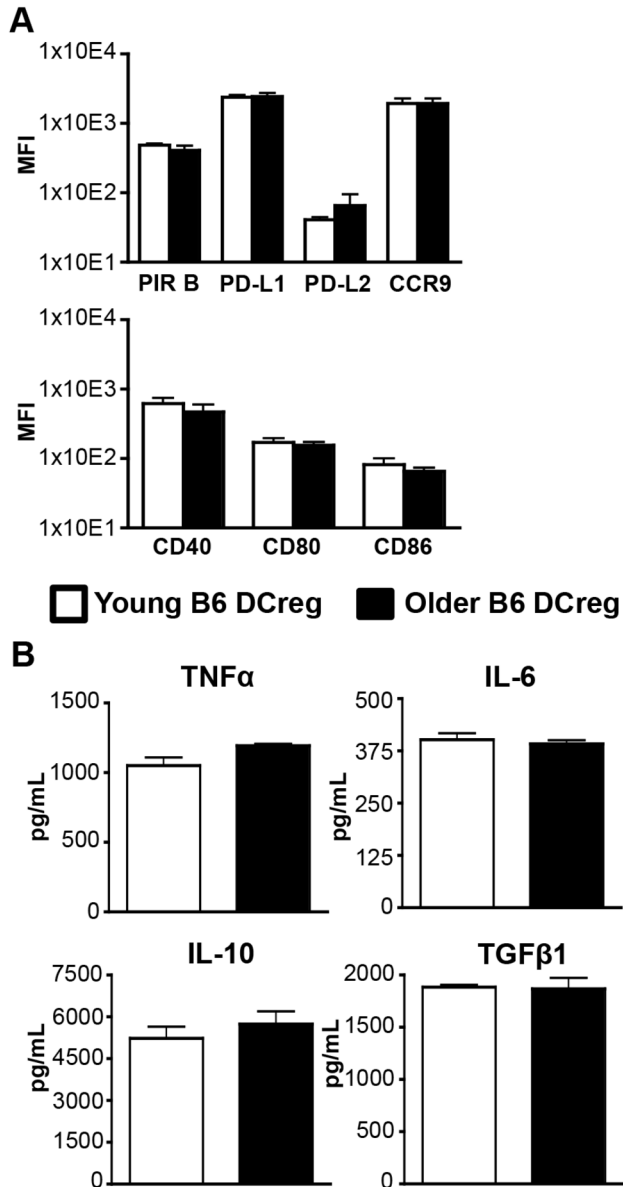 A
1x10E4
1x10E3
1x10E2
1x10E1
MFI
PIR B PD-L1 PD-L2 CCR9
1x10E4
1x10E3
1x10E2
1x10E1
MFI
CD40 CD80 CD86
Young B6 DCreg Older B6 DCreg
B
TNFα
1500
1000
500
0
pg/mL
IL-6
500
375
250
125
0
pg/mL
IL-10
7500
6000
4500
3000
1500
0
pg/mL
TGFβ1
2000
1500
1000
500
0
pg/mL